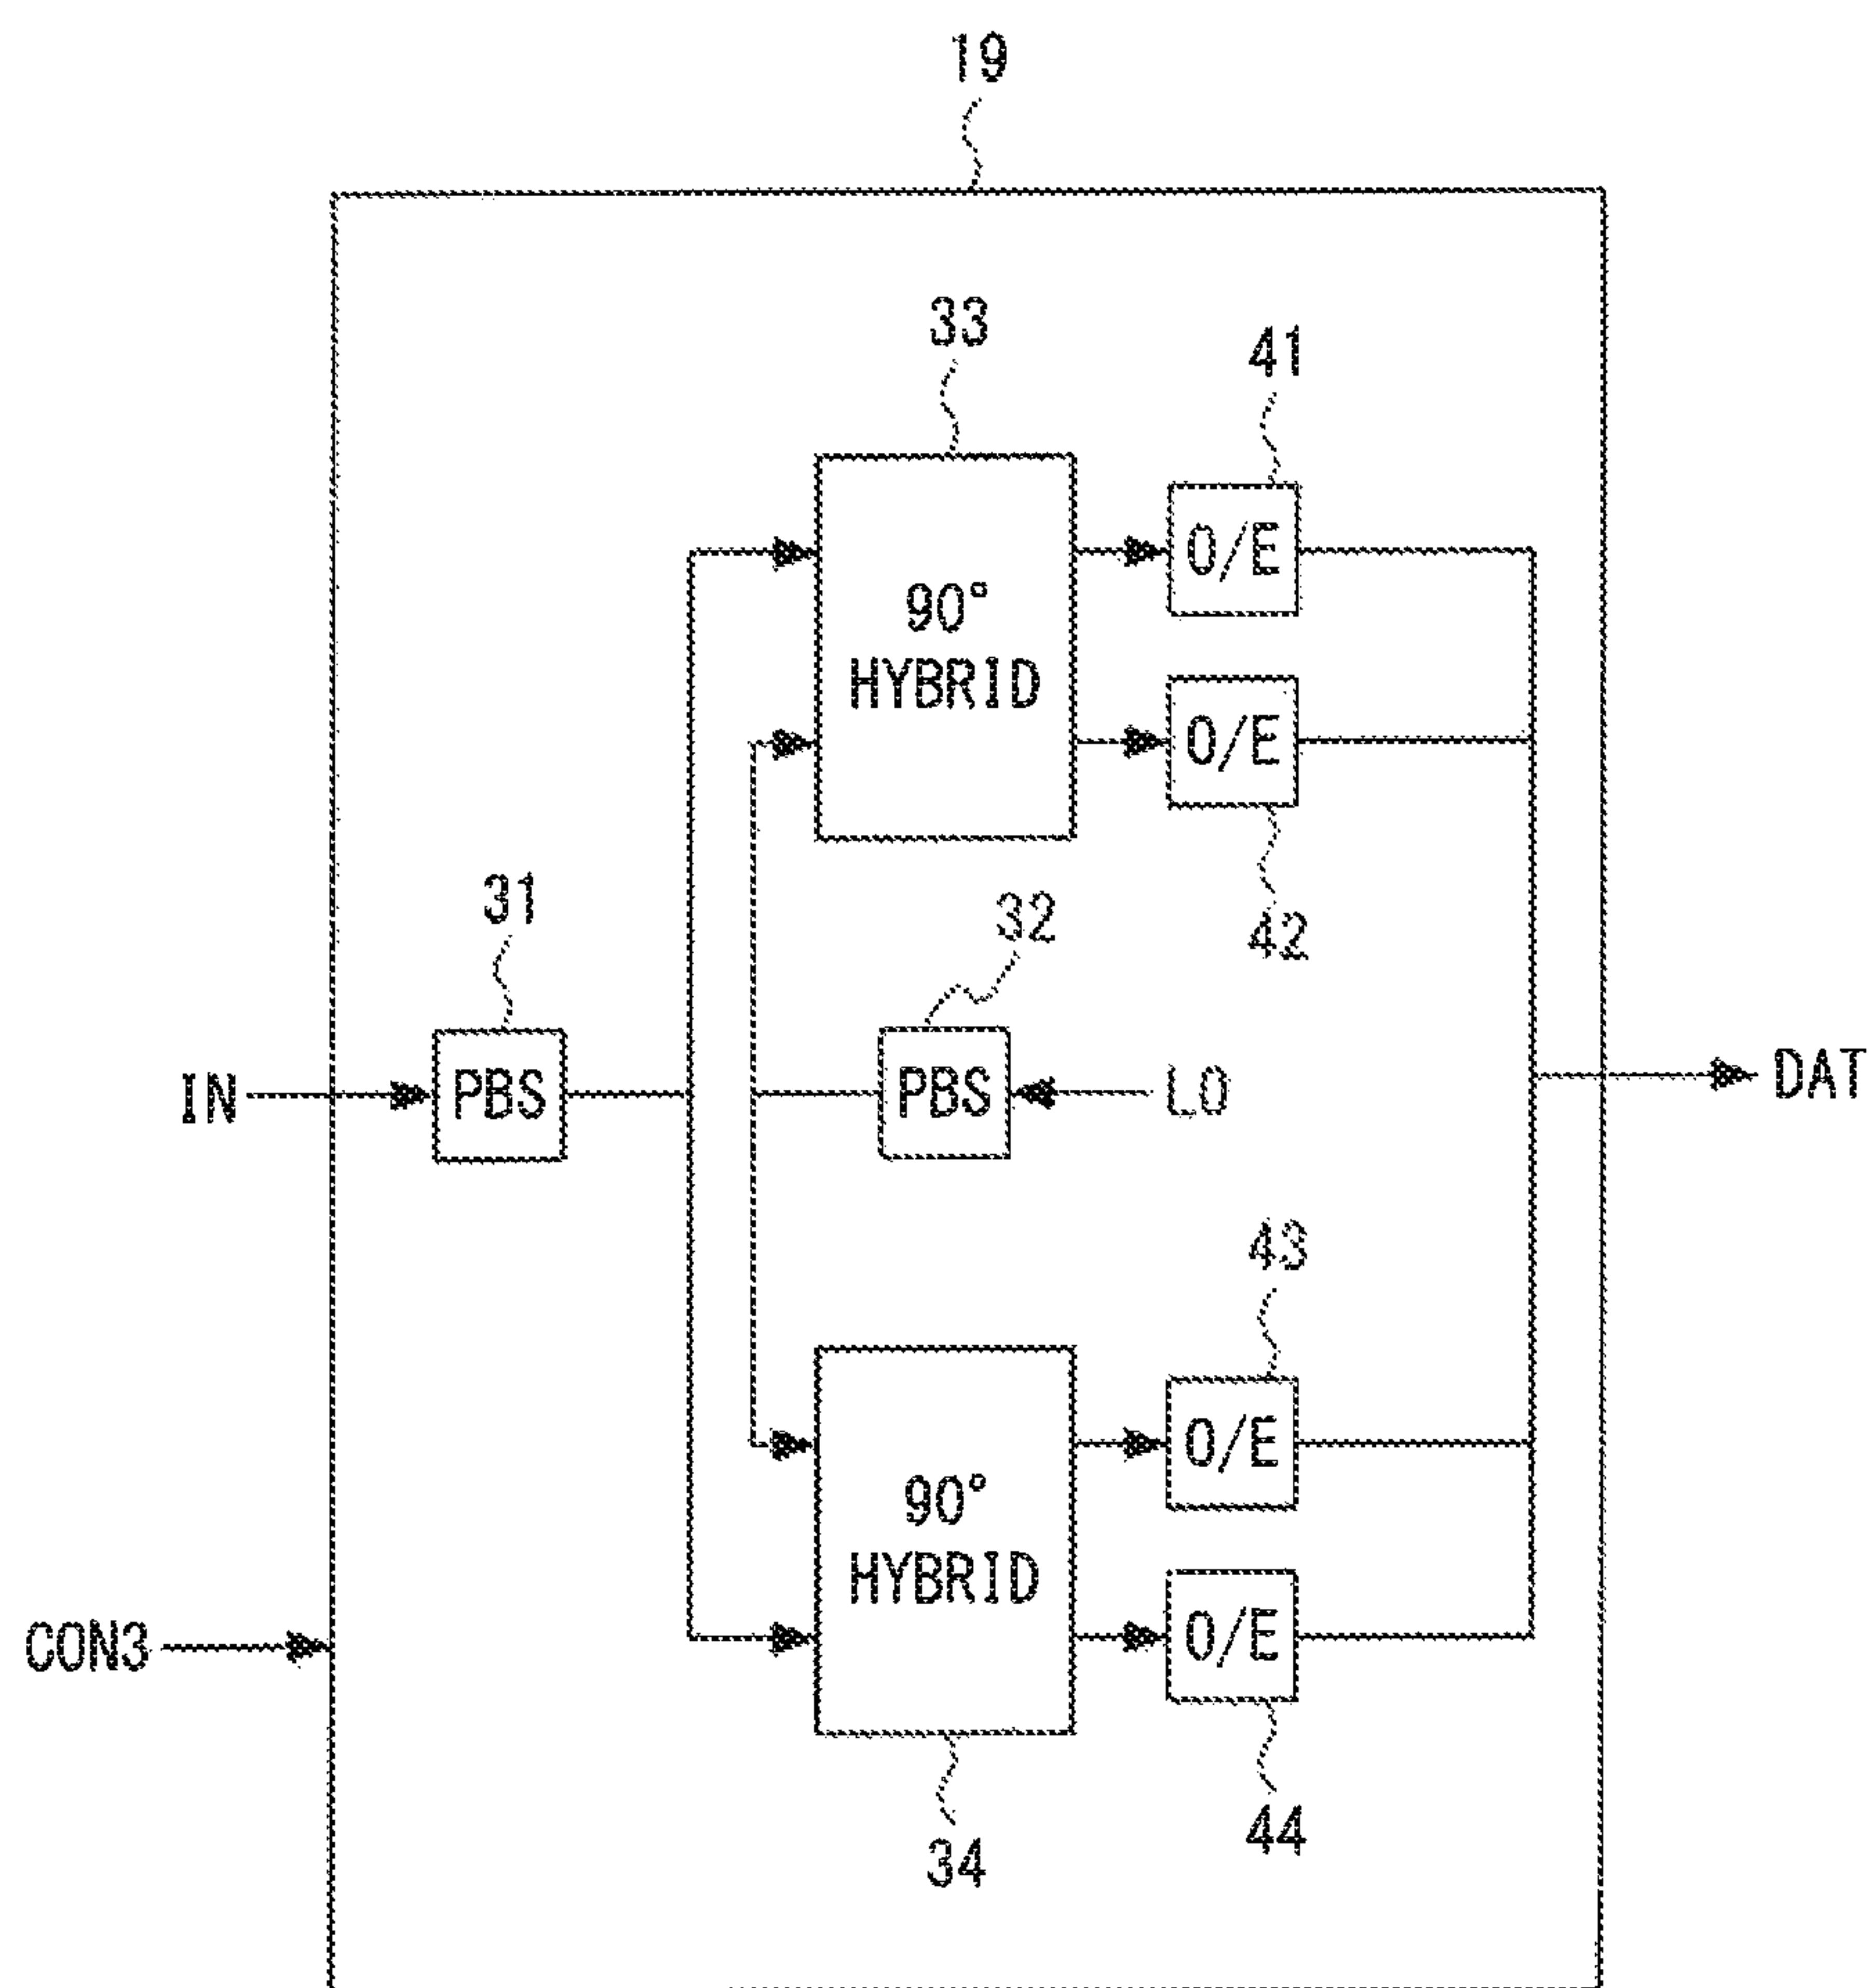 19
33
41
90°
HYBRID
O/E
O/E
42
31
32
IN
PBS
PBS
LO
DAT
43
90°
HYBRID
O/E
O/E
CON3
34
44